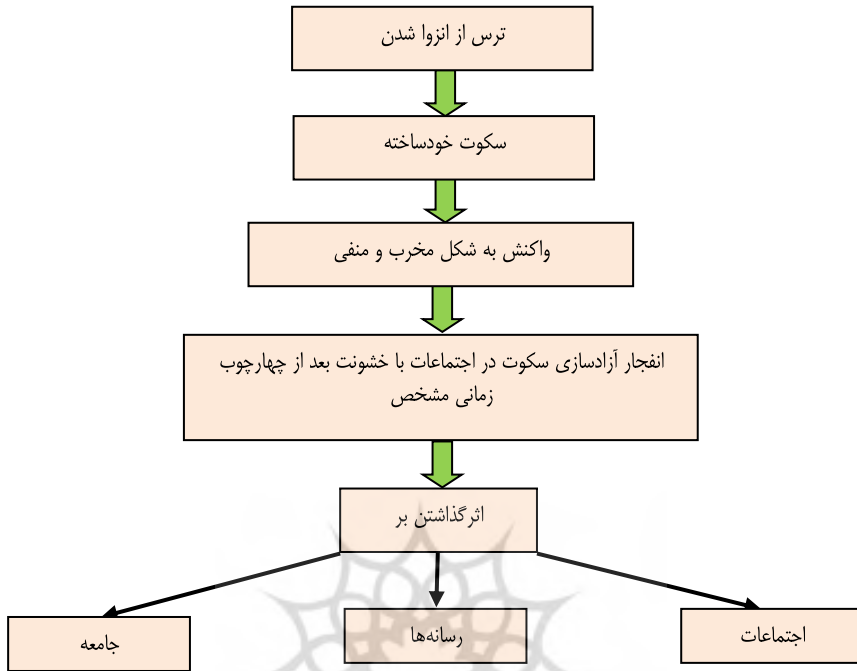 ترس از انزوا شدن
سکوت خودساخته
واکنش به شکل مخرب و منفی
انفجار آزادسازی سکوت در اجتماعات با خشونت بعد از چهارچوب
زمانی مشخص
اثرگذاشتن بر
اجتماعات
رسانه‌ها
جامعه